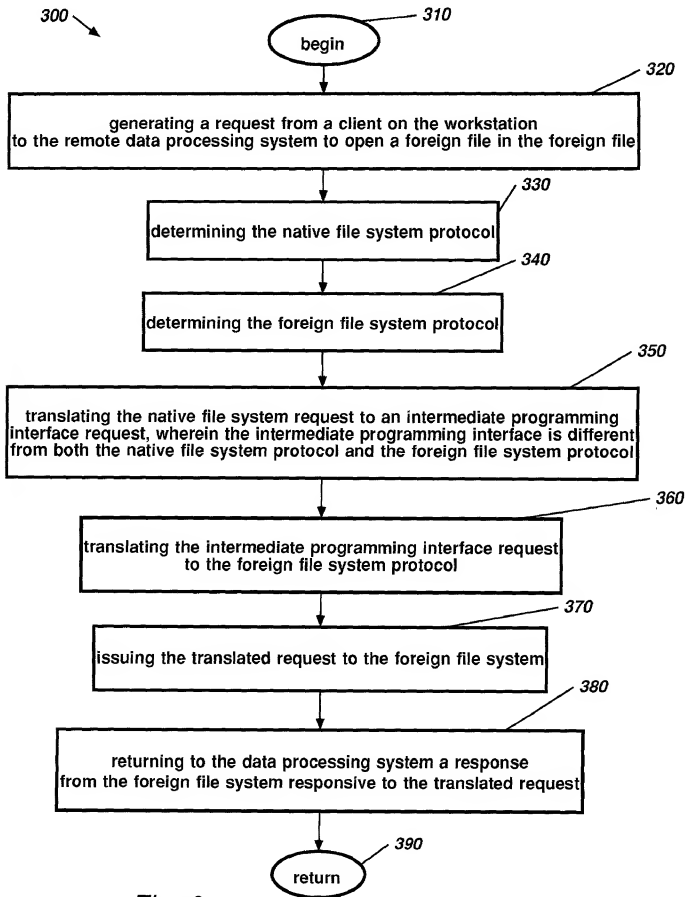 300
310
begin
320
generating a request from a client on the workstation
to the remote data processing system to open a foreign file in the foreign file
330
determining the native file system protocol
340
determining the foreign file system protocol
350
translating the native file system request to an intermediate programming
interface request, wherein the intermediate programming interface is different
from both the native file system protocol and the foreign file system protocol
360
translating the intermediate programming interface request
to the foreign file system protocol
370
issuing the translated request to the foreign file system
380
returning to the data processing system a response
from the foreign file system responsive to the translated request
390
return